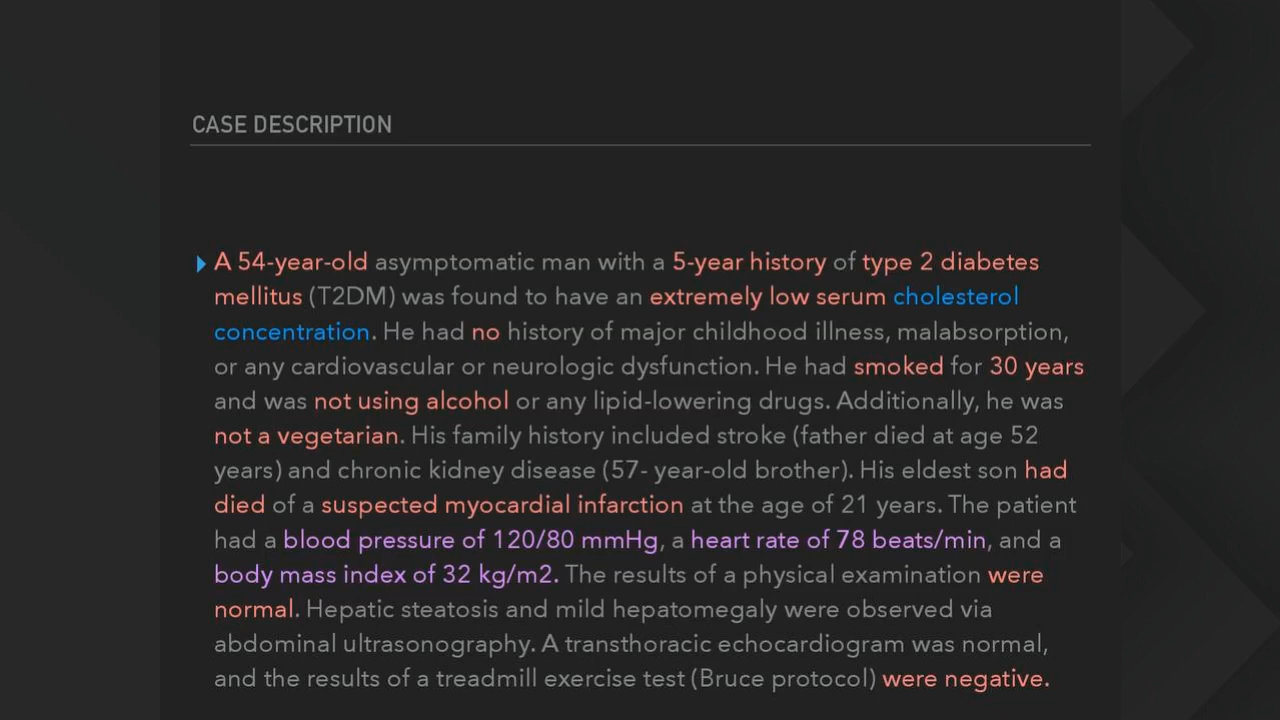 CASE DESCRIPTION
A 54-year-old asymptomatic man with a 5-year history of type 2 diabetes
mellitus (T2DM) was found to have an extremely low serum cholesterol
concentration. He had no history of major childhood illness, malabsorption,
or any cardiovascular or neurologic dysfunction. He had smoked for 30 years
and was not using alcohol or any lipid-lowering drugs. Additionally, he was
not a vegetarian. His family history included stroke (father died at age 52
years) and chronic kidney disease (57- year-old brother). His eldest son had
died of a suspected myocardial infarction at the age of 21 years. The patient
had a blood pressure of 120/80 mmHg, a heart rate of 78 beats/min, and a
body mass index of 32 kg/m2. The results of a physical examination were
normal. Hepatic steatosis and mild hepatomegaly were observed via
abdominal ultrasonography. A transthoracic echocardiogram was normal,
and the results of a treadmill exercise test (Bruce protocol) were negative.